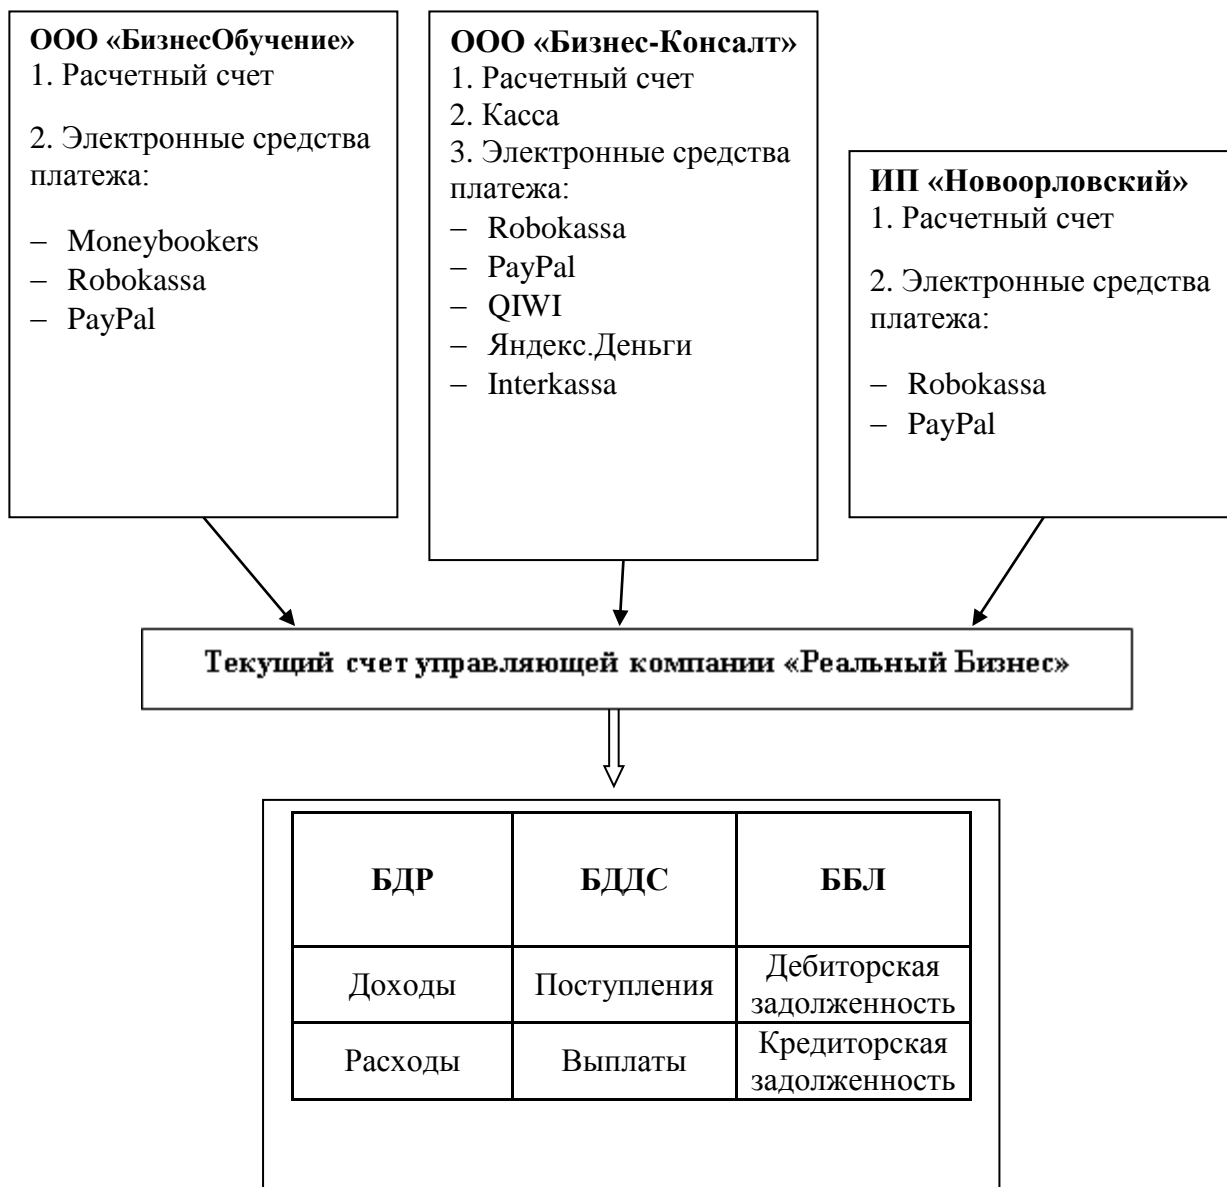 ООО «БизнесОбучение»
1. Расчетный счет
2. Электронные средства
платежа:
− Moneybookers
− Robokassa
− PayPal
ООО «Бизнес-Консалт»
1. Расчетный счет
2. Касса
3. Электронные средства
платежа:
− Robokassa
− PayPal
− QIWI
− Яндекс.Деньги
− Interkassa
ИП «Новоорловский»
1. Расчетный счет
2. Электронные средства
платежа:
− Robokassa
− PayPal
Текущий счет управляющей компании «Реальный Бизнес»
БДР БДДС ББЛ
Доходы Поступления Дебиторская
задолженность
Расходы Выплаты Кредиторская
задолженность